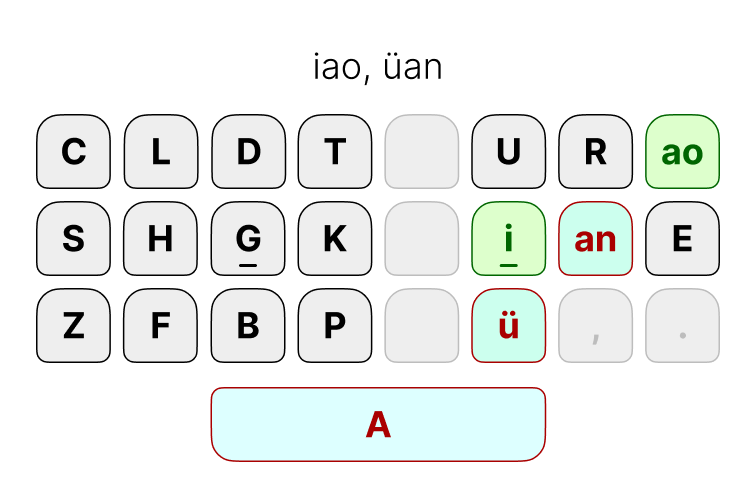 iao, üan
C L D T U R ao
S H G K i an E
Z F B P ü , .
A